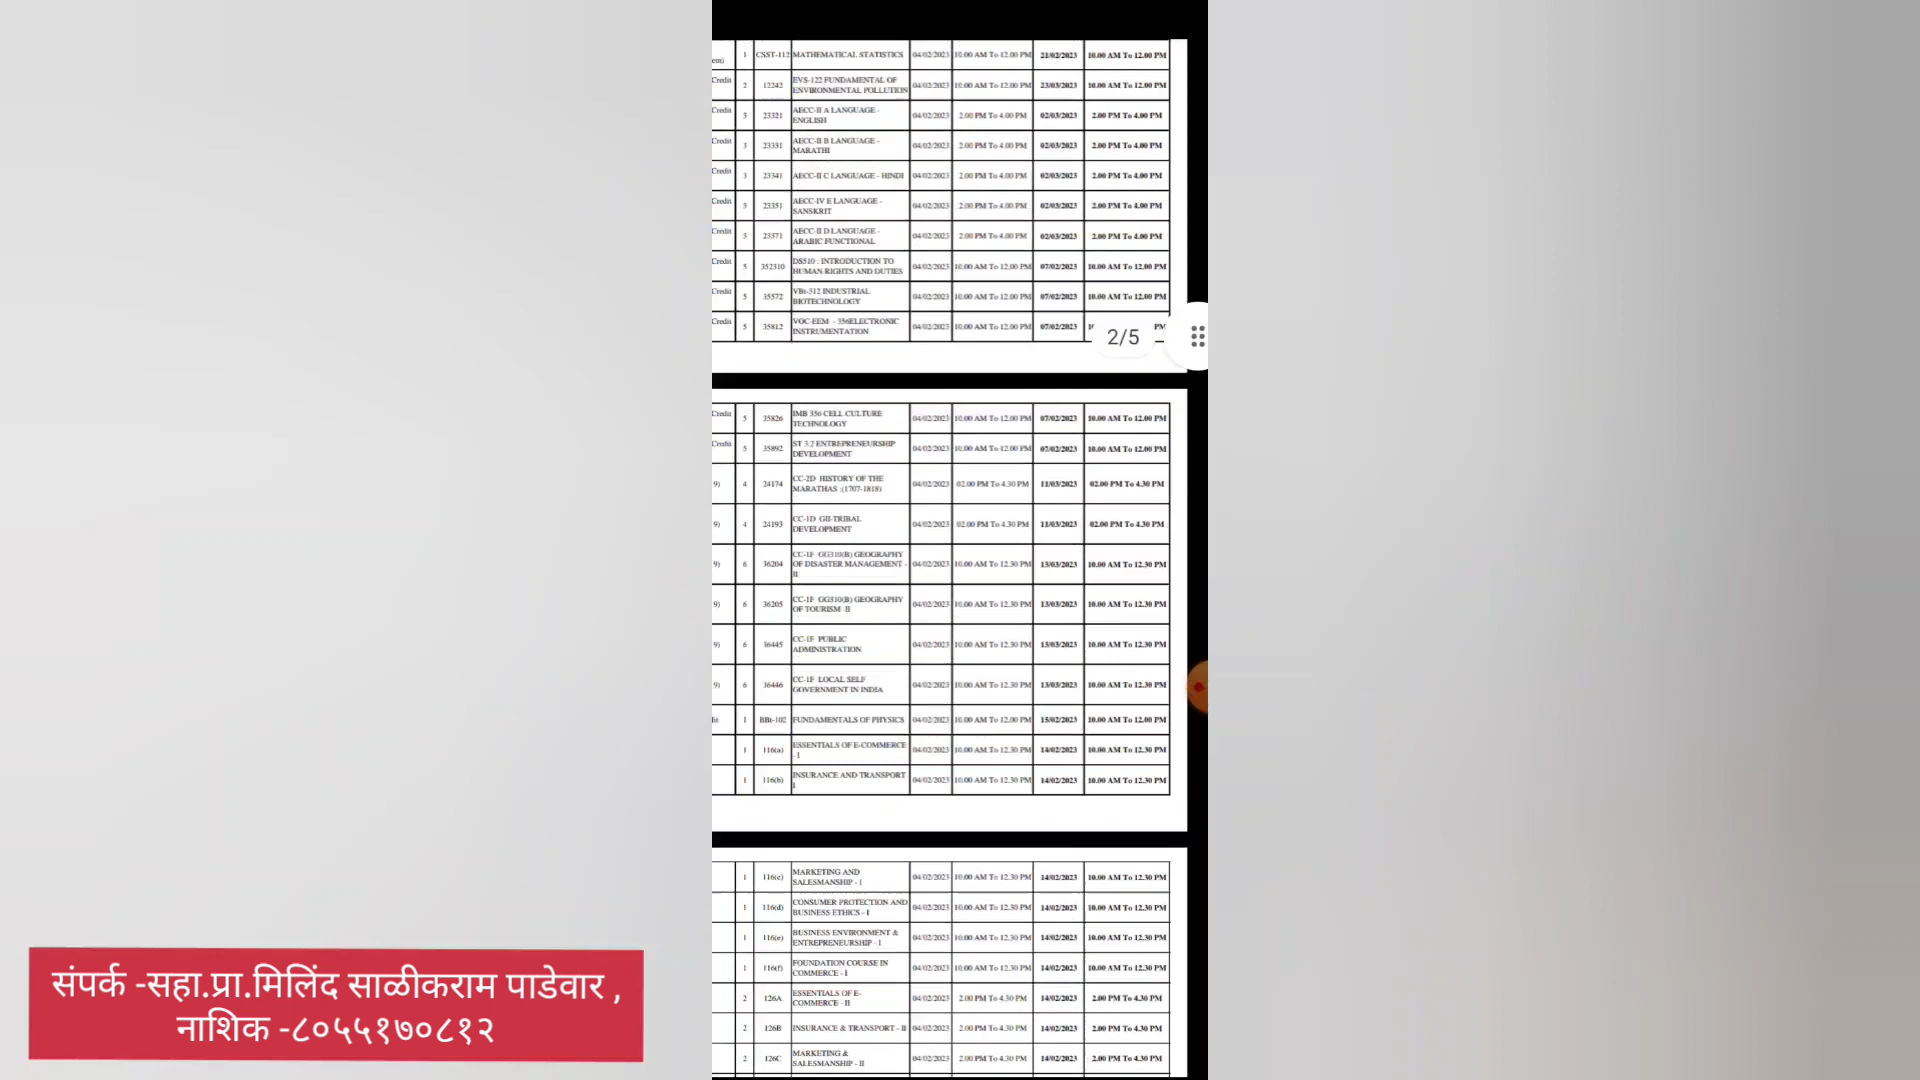 em) 1 CSST-112 MATHEMATICAL STATISTICS 04/02/2023 10.00 AM To 12.00 PM 21/02/2023 10.00 AM To 12.00 PM
Credit 2 12242 EVS-122 FUNDAMENTAL OF ENVIRONMENTAL POLLUTION 04/02/2023 10.00 AM To 12.00 PM 23/03/2023 10.00 AM To 12.00 PM
Credit 3 23321 AECC-II A LANGUAGE - ENGLISH 04/02/2023 2.00 PM To 4.00 PM 02/03/2023 2.00 PM To 4.00 PM
Credit 3 23331 AECC-II B LANGUAGE - MARATHI 04/02/2023 2.00 PM To 4.00 PM 02/03/2023 2.00 PM To 4.00 PM
Credit 3 23341 AECC-II C LANGUAGE - HINDI 04/02/2023 2.00 PM To 4.00 PM 02/03/2023 2.00 PM To 4.00 PM
Credit 3 23351 AECC-IV E LANGUAGE - SANSKRIT 04/02/2023 2.00 PM To 4.00 PM 02/03/2023 2.00 PM To 4.00 PM
Credit 3 23371 AECC-II D LANGUAGE - ARABIC FUNCTIONAL 04/02/2023 2.00 PM To 4.00 PM 02/03/2023 2.00 PM To 4.00 PM
Credit 5 352310 DS510 : INTRODUCTION TO HUMAN RIGHTS AND DUTIES 04/02/2023 10.00 AM To 12.00 PM 07/02/2023 10.00 AM To 12.00 PM
Credit 5 35572 VBt-312 INDUSTRIAL BIOTECHNOLOGY 04/02/2023 10.00 AM To 12.00 PM 07/02/2023 10.00 AM To 12.00 PM
Credit 5 35812 VOC-EEM - 356ELECTRONIC INSTRUMENTATION 04/02/2023 10.00 AM To 12.00 PM 07/02/2023 PM
2/5
Credit 5 35826 IMB 356 CELL CULTURE TECHNOLOGY 04/02/2023 10.00 AM To 12.00 PM 07/02/2023 10.00 AM To 12.00 PM
Credit 5 35892 ST 3.2 ENTREPRENEURSHIP DEVELOPMENT 04/02/2023 10.00 AM To 12.00 PM 07/02/2023 10.00 AM To 12.00 PM
9) 4 24174 CC-2D HISTORY OF THE MARATHAS :(1707-1818) 04/02/2023 02.00 PM To 4.30 PM 11/03/2023 02.00 PM To 4.30 PM
9) 4 24193 CC-1D GII-TRIBAL DEVELOPMENT 04/02/2023 02.00 PM To 4.30 PM 11/03/2023 02.00 PM To 4.30 PM
9) 6 36204 CC-1F GG310(B) GEOGRAPHY OF DISASTER MANAGEMENT - II 04/02/2023 10.00 AM To 12.30 PM 13/03/2023 10.00 AM To 12.30 PM
9) 6 36205 CC-1F GG310(B) GEOGRAPHY OF TOURISM -II 04/02/2023 10.00 AM To 12.30 PM 13/03/2023 10.00 AM To 12.30 PM
9) 6 36445 CC-1F PUBLIC ADMINISTRATION 04/02/2023 10.00 AM To 12.30 PM 13/03/2023 10.00 AM To 12.30 PM
9) 6 36446 CC-1F LOCAL SELF GOVERNMENT IN INDIA 04/02/2023 10.00 AM To 12.30 PM 13/03/2023 10.00 AM To 12.30 PM
1 BBt-102 FUNDAMENTALS OF PHYSICS 04/02/2023 10.00 AM To 12.00 PM 15/02/2023 10.00 AM To 12.00 PM
1 116(a) ESSENTIALS OF E-COMMERCE - I 04/02/2023 10.00 AM To 12.30 PM 14/02/2023 10.00 AM To 12.30 PM
1 116(b) INSURANCE AND TRANSPORT I 04/02/2023 10.00 AM To 12.30 PM 14/02/2023 10.00 AM To 12.30 PM
1 116(c) MARKETING AND SALESMANSHIP - I 04/02/2023 10.00 AM To 12.30 PM 14/02/2023 10.00 AM To 12.30 PM
1 116(d) CONSUMER PROTECTION AND BUSINESS ETHICS - I 04/02/2023 10.00 AM To 12.30 PM 14/02/2023 10.00 AM To 12.30 PM
1 116(e) BUSINESS ENVIRONMENT & ENTREPRENEURSHIP - I 04/02/2023 10.00 AM To 12.30 PM 14/02/2023 10.00 AM To 12.30 PM
1 116(f) FOUNDATION COURSE IN COMMERCE - I 04/02/2023 10.00 AM To 12.30 PM 14/02/2023 10.00 AM To 12.30 PM
2 126A ESSENTIALS OF E-COMMERCE - II 04/02/2023 2.00 PM To 4.30 PM 14/02/2023 2.00 PM To 4.30 PM
2 126B INSURANCE & TRANSPORT - II 04/02/2023 2.00 PM To 4.30 PM 14/02/2023 2.00 PM To 4.30 PM
2 126C MARKETING & SALESMANSHIP - II 04/02/2023 2.00 PM To 4.30 PM 14/02/2023 2.00 PM To 4.30 PM
संपर्क -सहा.प्रा.मिलिंद साळीकराम पाडेवार ,
नाशिक -८०५५१७०८१२